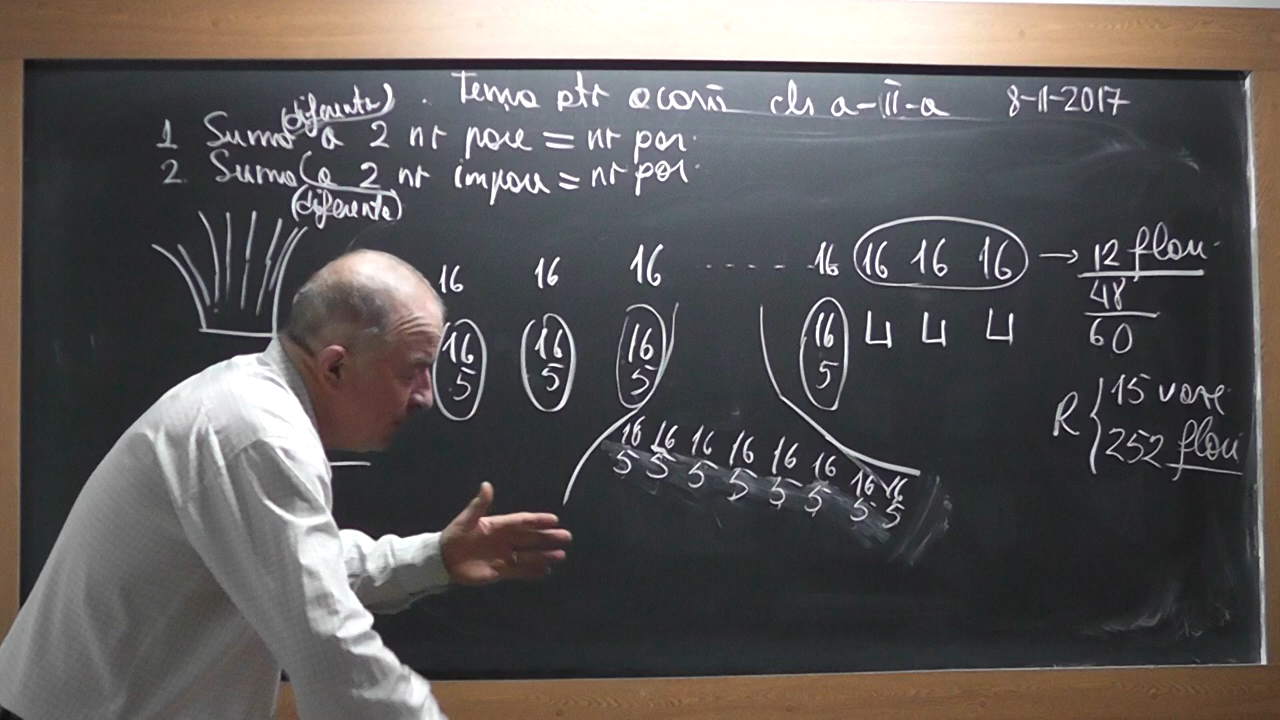 (diferența) . Tema ptr acasă cls a-II-a 8-11-2017
1 Suma a 2 nr pare = nr par.
2. Suma a 2 nr impare = nr par.
(diferența)
16 16 16 ........ 16 16 16 16 → 12 flori
48
60
16 16 16 16 4 4 4
5 5 5 5
R { 15 vase
252 flori
16 16 16 16 16 16 16 16
5 5 5 5 5 5 5 5